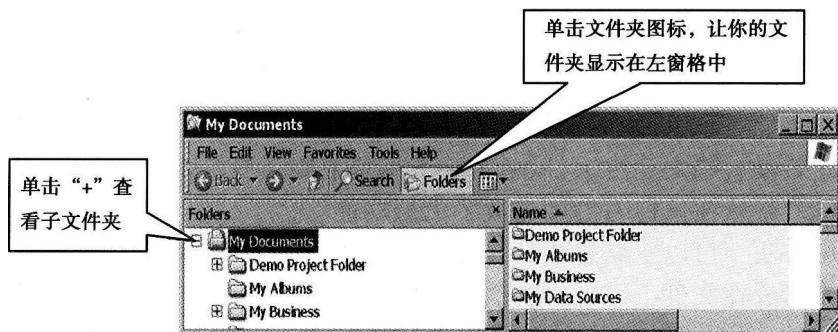 单击文件夹图标，让你的文
件夹显示在左窗格中
My Documents
File Edit View Favorites Tools Help
Back Search Folders
单击“+”查
看子文件夹
Folders
Name
My Documents
Demo Project Folder
My Albums
My Business
Demo Project Folder
My Albums
My Business
My Data Sources